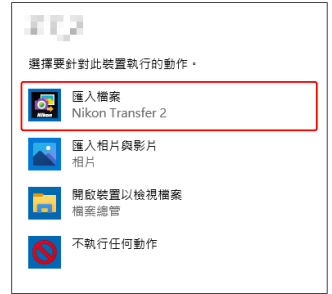 選擇要針對此裝置執行的動作。
匯入檔案
Nikon Transfer 2
匯入相片與影片
相片
開啟裝置以檢視檔案
檔案總管
不執行任何動作